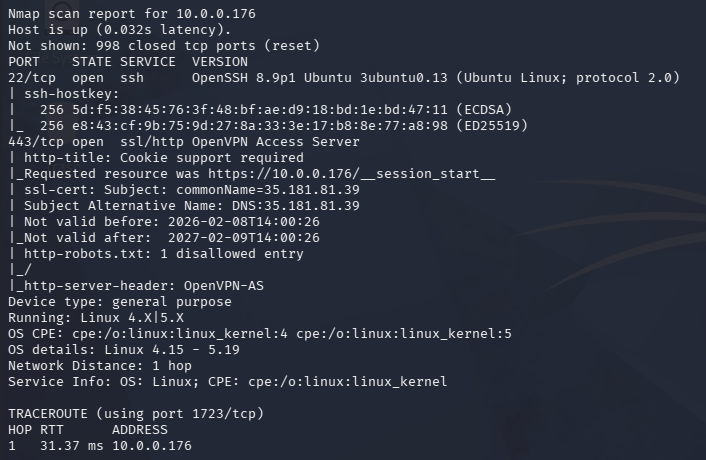 Nmap scan report for 10.0.0.176
Host is up (0.032s latency).
Not shown: 998 closed tcp ports (reset)
PORT    STATE SERVICE  VERSION
22/tcp  open  ssh      OpenSSH 8.9p1 Ubuntu 3ubuntu0.13 (Ubuntu Linux; protocol 2.0)
| ssh-hostkey:
|   256 5d:f5:38:45:76:3f:48:bf:ae:d9:18:bd:1e:bd:47:11 (ECDSA)
|_  256 e8:43:cf:9b:75:9d:27:8a:33:3e:17:b8:8e:77:a8:98 (ED25519)
443/tcp open  ssl/http OpenVPN Access Server
| http-title: Cookie support required
|_Requested resource was https://10.0.0.176/__session_start__
| ssl-cert: Subject: commonName=35.181.81.39
| Subject Alternative Name: DNS:35.181.81.39
| Not valid before: 2026-02-08T14:00:26
|_Not valid after:  2027-02-09T14:00:26
| http-robots.txt: 1 disallowed entry
|_/
|_http-server-header: OpenVPN-AS
Device type: general purpose
Running: Linux 4.X|5.X
OS CPE: cpe:/o:linux:linux_kernel:4 cpe:/o:linux:linux_kernel:5
OS details: Linux 4.15 - 5.19
Network Distance: 1 hop
Service Info: OS: Linux; CPE: cpe:/o:linux:linux_kernel

TRACEROUTE (using port 1723/tcp)
HOP RTT      ADDRESS
1   31.37 ms 10.0.0.176